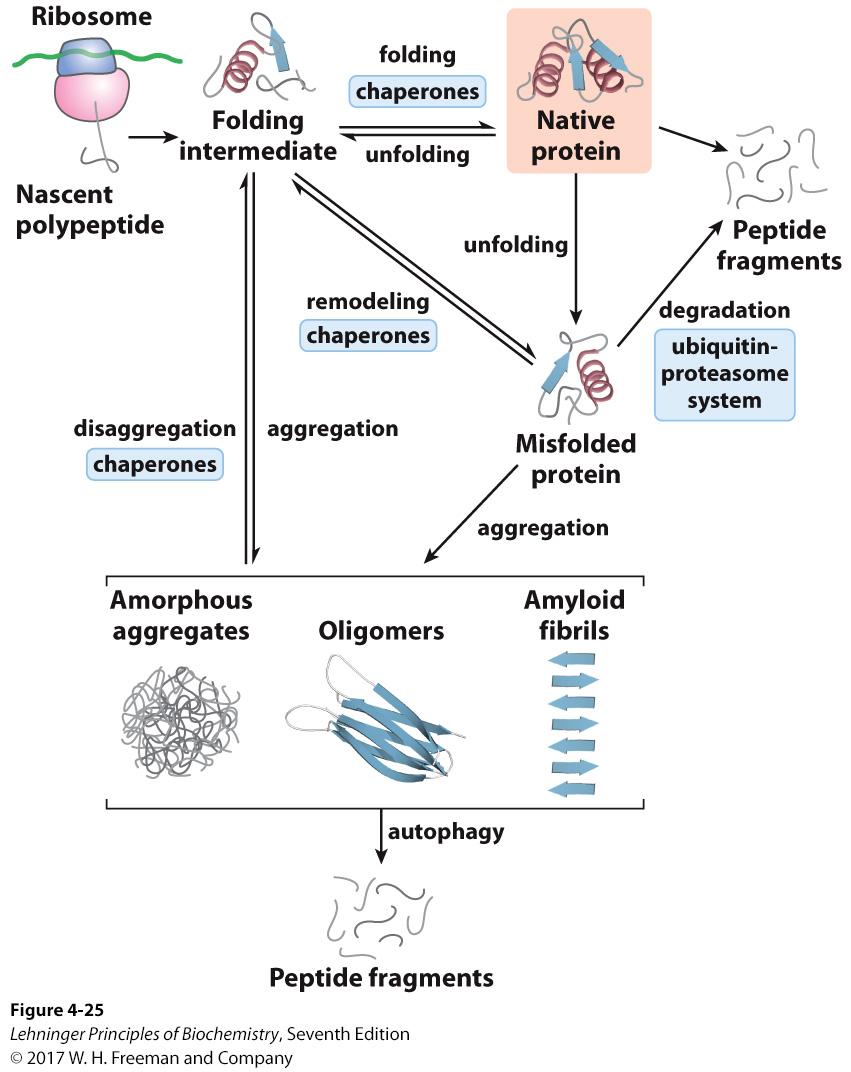 Ribosome
folding
chaperones
Folding
intermediate
unfolding
Native
protein
Nascent
polypeptide
Peptide
fragments
unfolding
remodeling
chaperones
degradation
ubiquitin-
proteasome
system
disaggregation
chaperones
aggregation
Misfolded
protein
aggregation
Amorphous
aggregates
Oligomers
Amyloid
fibrils
autophagy
Peptide fragments
Figure 4-25
Lehninger Principles of Biochemistry, Seventh Edition
© 2017 W. H. Freeman and Company